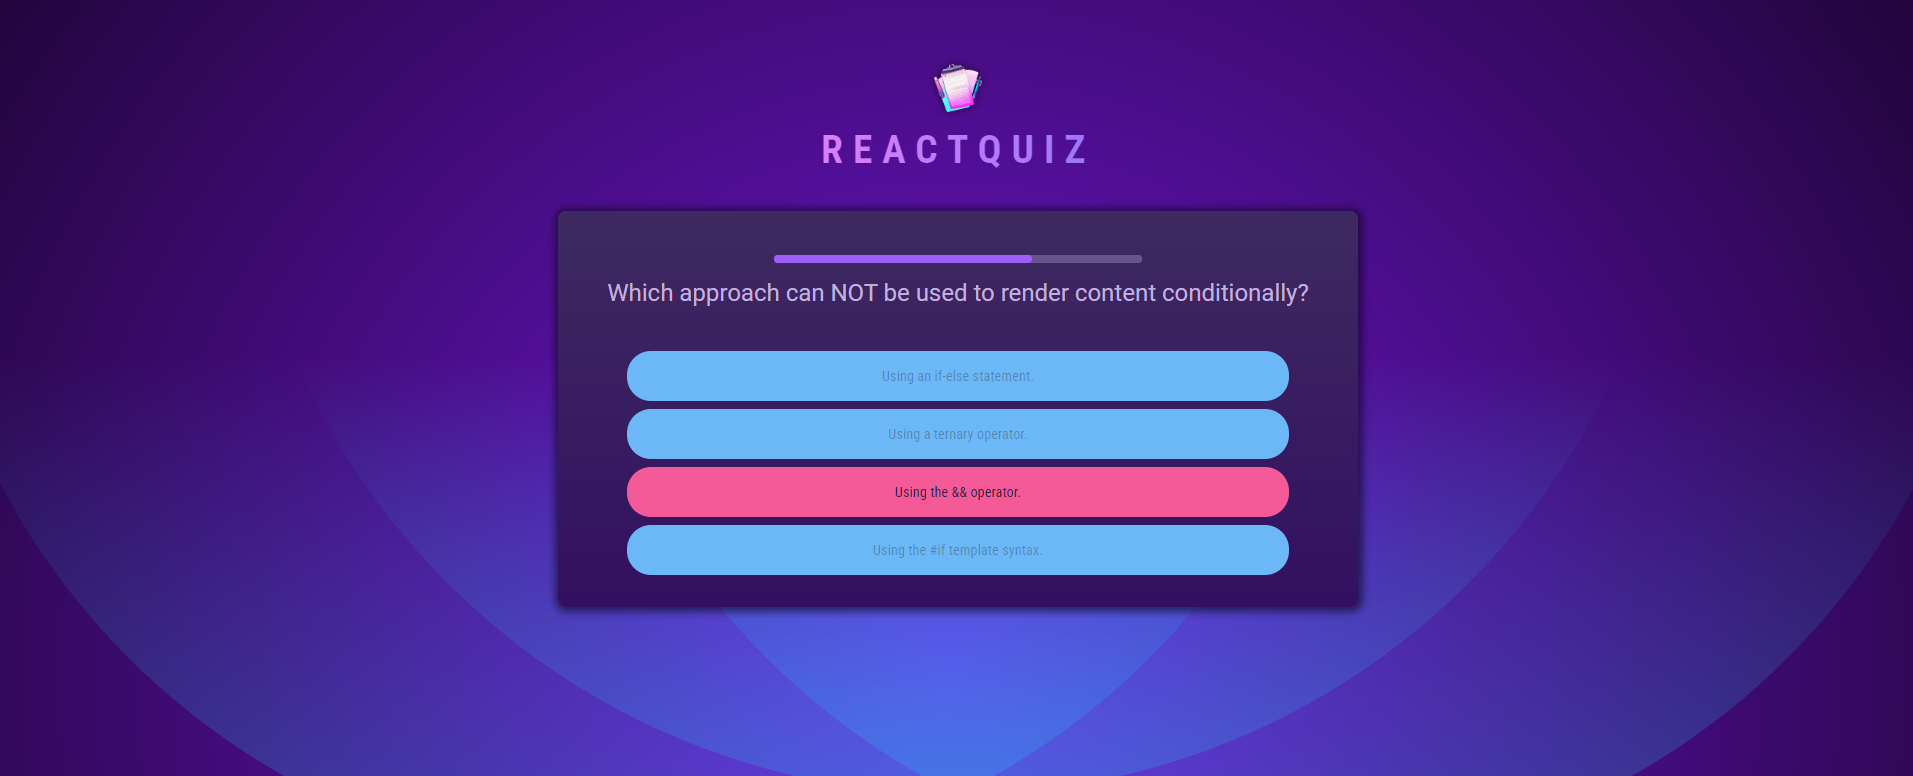 REACTQUIZ
Which approach can NOT be used to render content conditionally?
Using an if-else statement.
Using a ternary operator.
Using the && operator.
Using the #if template syntax.